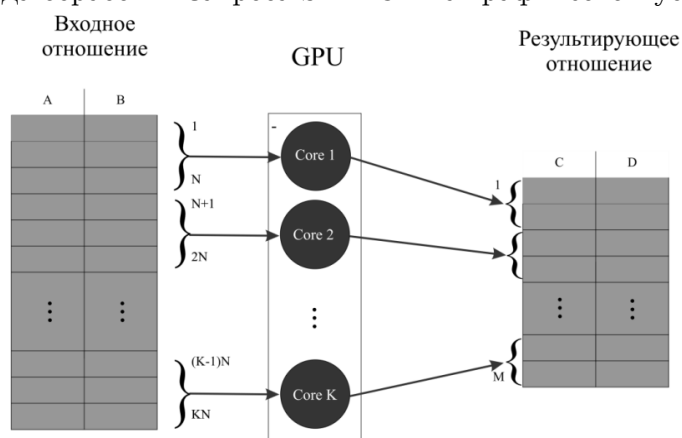 Входное
отношение
GPU
Результирующее
отношение
A B
C D
1
N
N+1
2N
(K-1)N
KN
-
Core 1
Core 2
Core K
1
M